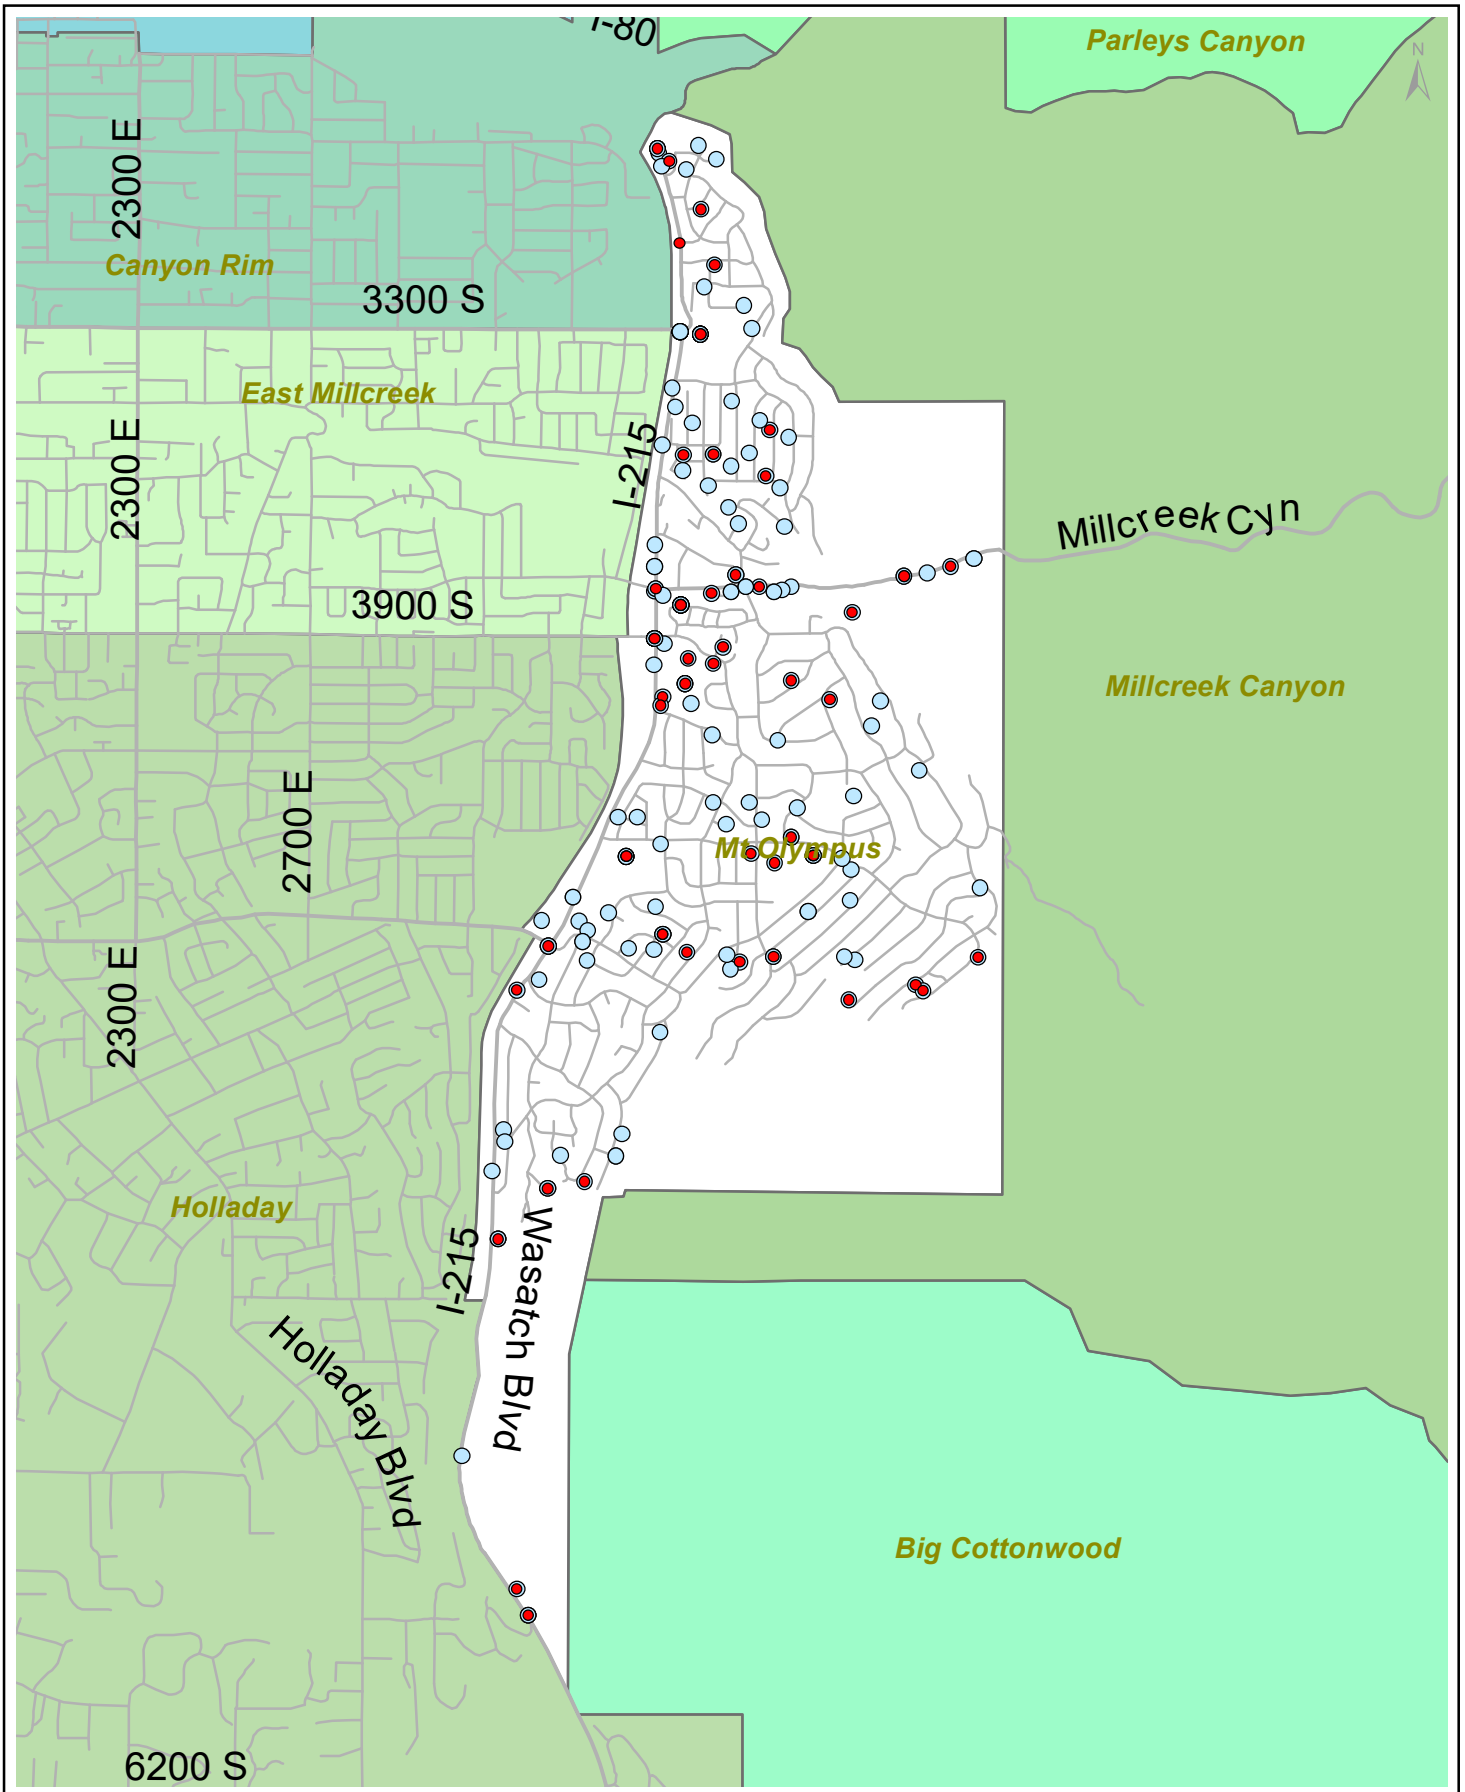 I-80
Parleys Canyon
N
2300 E
Canyon Rim
3300 S
East Millcreek
2300 E
I-215
Millcreek Cyn
3900 S
Millcreek Canyon
2700 E
Mt Olympus
2300 E
Holladay
I-215
Wasatch Blvd
Holladay Blvd
Big Cottonwood
6200 S